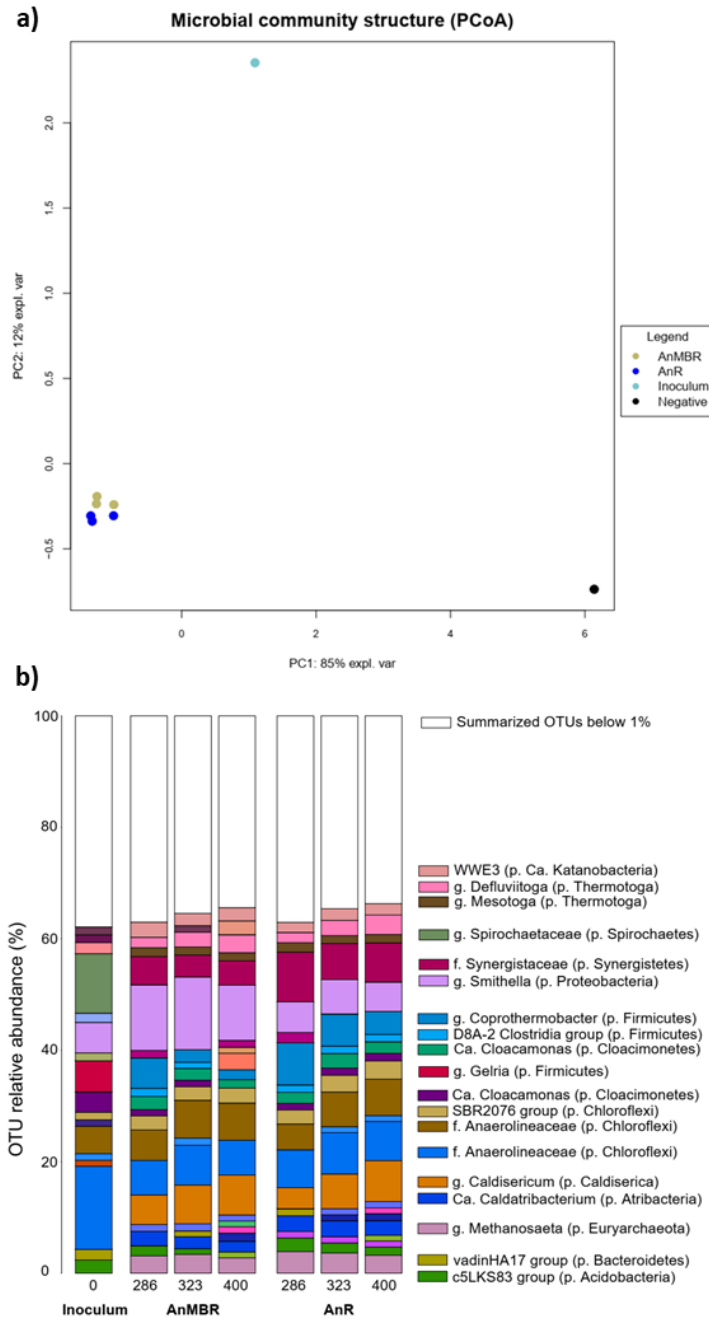 a)
Microbial community structure (PCoA)
2.0
1.5
1.0
0.5
0.0
−0.5
PC2: 12% expl. var
0 2 4 6
PC1: 85% expl. var
Legend
AnMBR
AnR
Inoculum
Negative
b)
100
80
60
40
20
0
OTU relative abundance (%)
Summarized OTUs below 1%
WWE3 (p. Ca. Katanobacteria)
g. Defluviitoga (p. Thermotoga)
g. Mesotoga (p. Thermotoga)
g. Spirochaetaceae (p. Spirochaetes)
f. Synergistaceae (p. Synergistetes)
g. Smithella (p. Proteobacteria)
g. Coprothermobacter (p. Firmicutes)
D8A-2 Clostridia group (p. Firmicutes)
Ca. Cloacamonas (p. Cloacimonetes)
g. Gelria (p. Firmicutes)
Ca. Cloacamonas (p. Cloacimonetes)
SBR2076 group (p. Chloroflexi)
f. Anaerolineaceae (p. Chloroflexi)
f. Anaerolineaceae (p. Chloroflexi)
g. Caldisericum (p. Caldiserica)
Ca. Caldatribacterium (p. Atribacteria)
g. Methanosaeta (p. Euryarchaeota)
vadinHA17 group (p. Bacteroidetes)
c5LKS83 group (p. Acidobacteria)
0 286 323 400 286 323 400
Inoculum AnMBR AnR